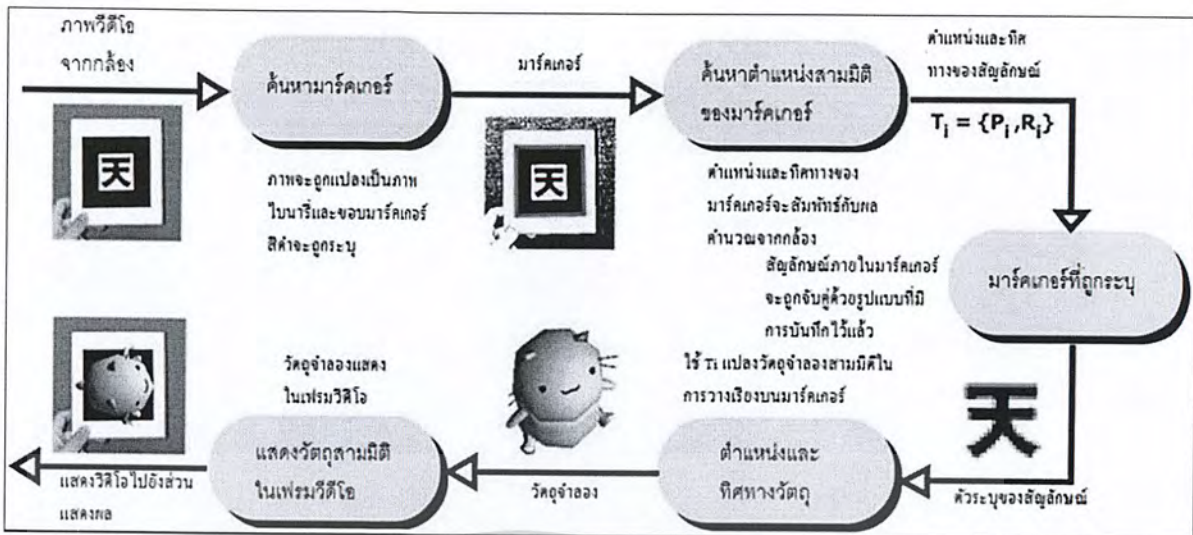 ภาพวีดีโอ
จากกล้อง
ค้นหามาร์คเกอร์
มาร์คเกอร์
ค้นหาตำแหน่งสามมิติ
ของมาร์คเกอร์
ตำแหน่งและทิศ
ทางของสัญลักษณ์
Ti = {Pi ,Ri}
天
天
ภาพจะถูกแปลงเป็นภาพ
ไบนารี่และขอบมาร์คเกอร์
สีดำจะถูกระบุ
ตำแหน่งและทิศทางของ
มาร์คเกอร์จะสัมพัทธ์กับผล
คำนวณจากกล้อง
สัญลักษณ์ภายในมาร์คเกอร์
จะถูกจับคู่ด้วยรูปแบบที่มี
การบันทึกไว้แล้ว
มาร์คเกอร์ที่ถูกระบุ
天
ตัวระบุของสัญลักษณ์
ใช้ Ti แปลงวัตถุจำลองสามมิติใน
การวางเรียงบนมาร์คเกอร์
ตำแหน่งและ
ทิศทางวัตถุ
วัตถุจำลอง
วัตถุจำลองแสดง
ในเฟรมวีดีโอ
แสดงวัตถุสามมิติ
ในเฟรมวีดีโอ
แสดงวีดีโอไปยังส่วน
แสดงผล